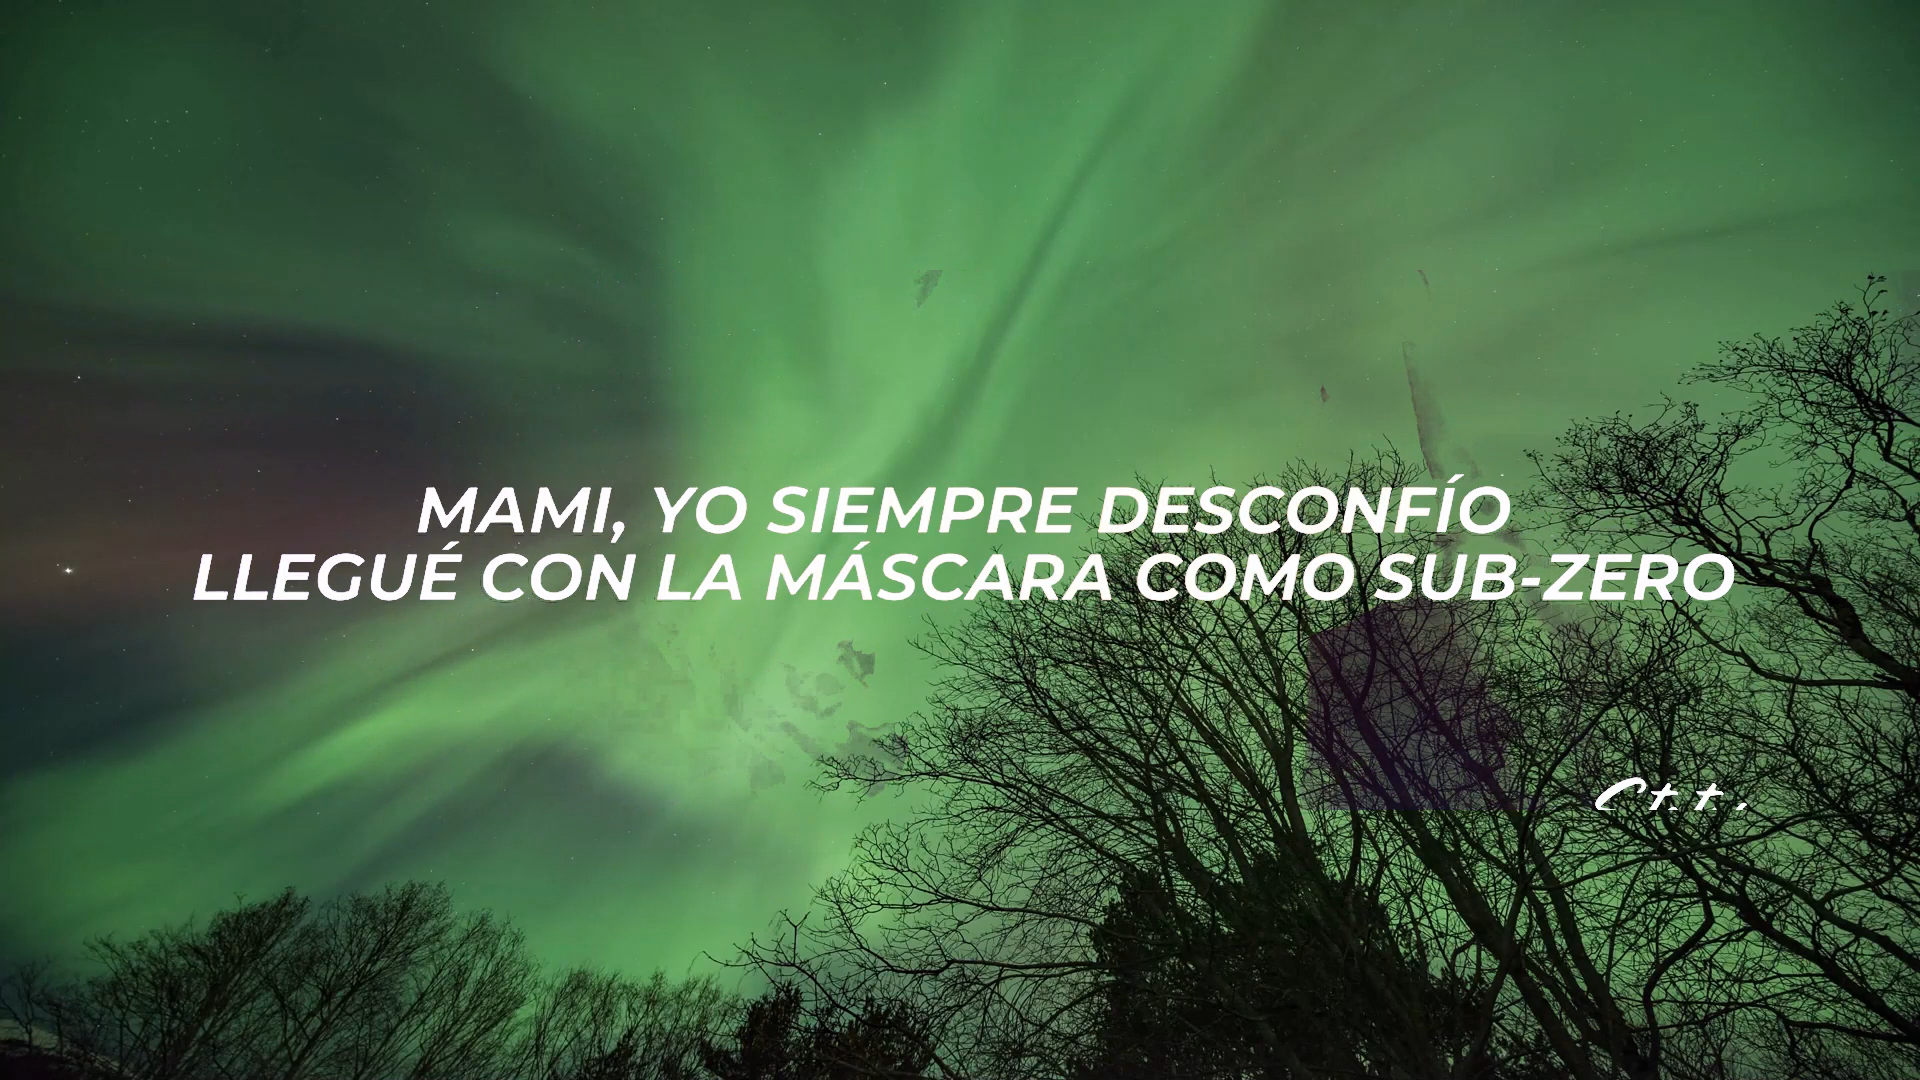 MAMI, YO SIEMPRE DESCONFÍO
LLEGUÉ CON LA MÁSCARA COMO SUB-ZERO